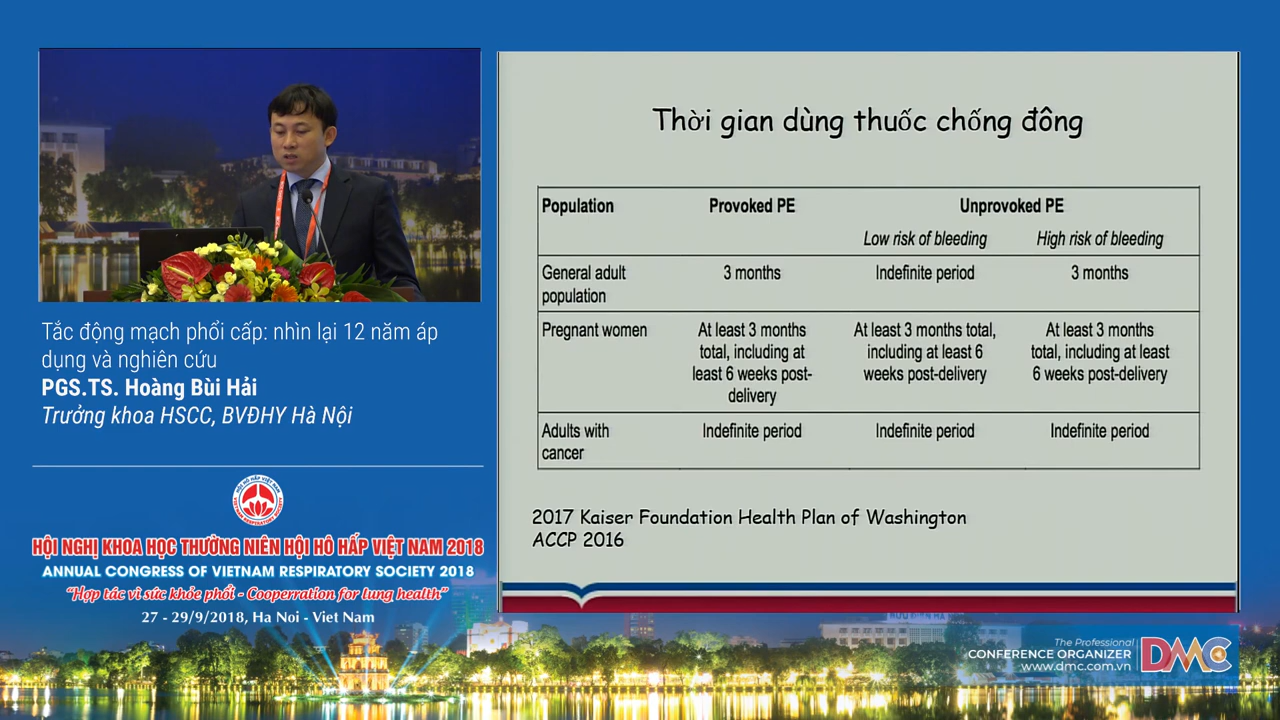 Thời gian dùng thuốc chống đông
Population Provoked PE Unprovoked PE
Low risk of bleeding High risk of bleeding
General adult population 3 months Indefinite period 3 months
Pregnant women At least 3 months total, including at least 6 weeks post-delivery At least 3 months total, including at least 6 weeks post-delivery At least 3 months total, including at least 6 weeks post-delivery
Adults with cancer Indefinite period Indefinite period Indefinite period
2017 Kaiser Foundation Health Plan of Washington
ACCP 2016
Tắc động mạch phổi cấp: nhìn lại 12 năm áp
dụng và nghiên cứu
PGS.TS. Hoàng Bùi Hải
Trưởng khoa HSCC, BVĐHY Hà Nội
HỘI NGHỊ KHOA HỌC THƯỜNG NIÊN HỘI HÔ HẤP VIỆT NAM 2018
ANNUAL CONGRESS OF VIETNAM RESPIRATORY SOCIETY 2018
"Hợp tác vì sức khỏe phổi - Cooperration for lung health"
27 - 29/9/2018, Ha Noi - Viet Nam
The Professional
CONFERENCE ORGANIZER
www.dmc.com.vn
DMC